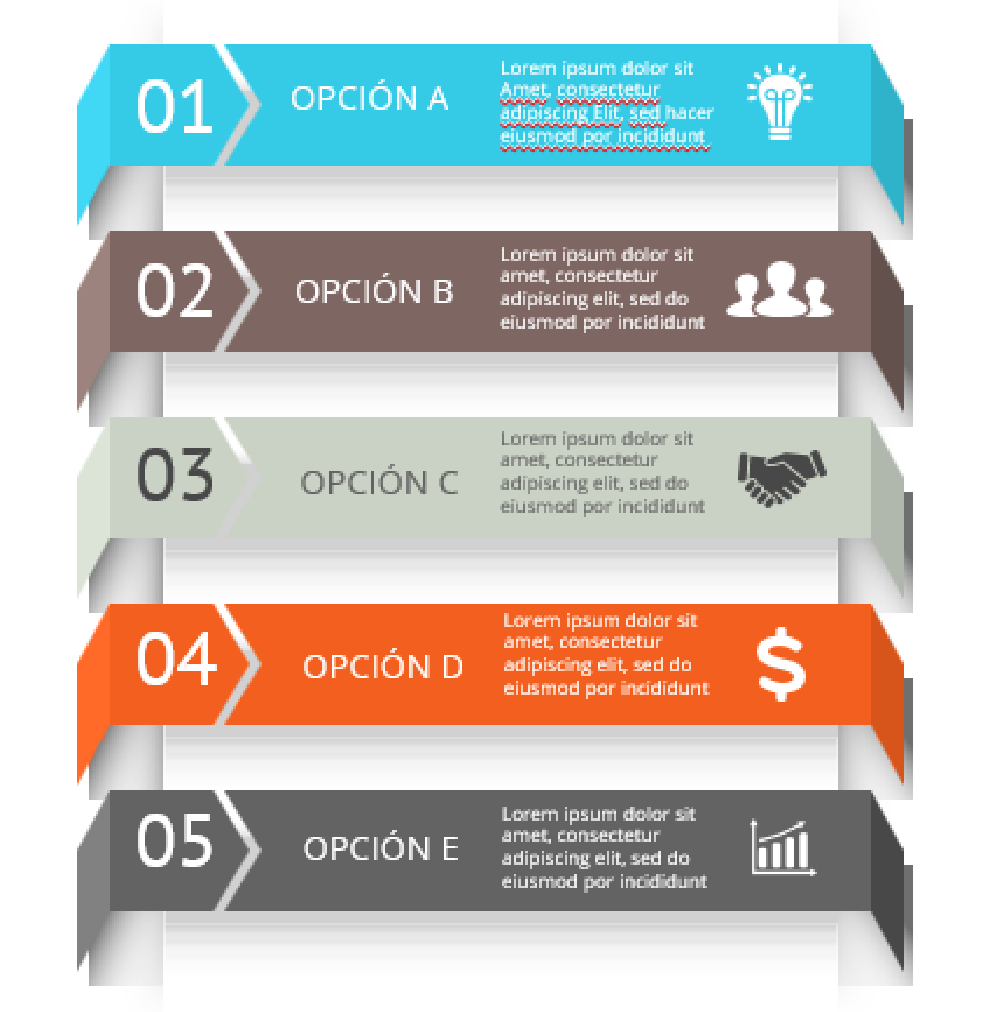 01
OPCIÓN A
Lorem ipsum dolor sit
Amet, consectetur
adipiscing Elit, sed hacer
eiusmod por incididunt
02
OPCIÓN B
Lorem ipsum dolor sit
amet, consectetur
adipiscing elit, sed do
eiusmod por incididunt
03
OPCIÓN C
Lorem ipsum dolor sit
amet, consectetur
adipiscing elit, sed do
eiusmod por incididunt
04
OPCIÓN D
Lorem ipsum dolor sit
amet, consectetur
adipiscing elit, sed do
eiusmod por incididunt
$
05
OPCIÓN E
Lorem ipsum dolor sit
amet, consectetur
adipiscing elit, sed do
eiusmod por incididunt